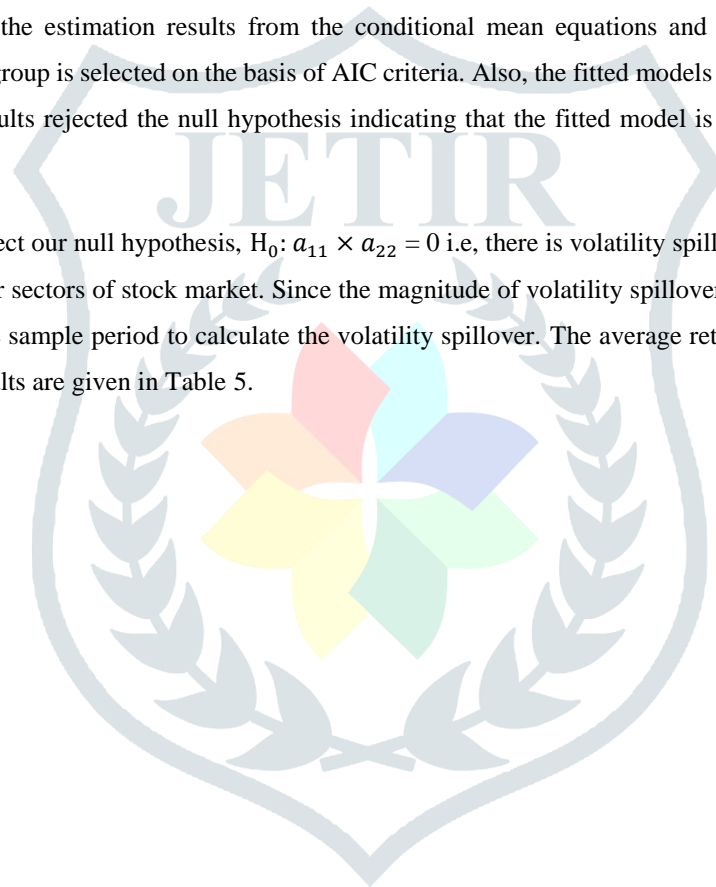 the estimation results from the conditional mean equations and
group is selected on the basis of AIC criteria. Also, the fitted models
ults rejected the null hypothesis indicating that the fitted model is
JETIR
ect our null hypothesis, H₀: 𝑎₁₁ × 𝑎₂₂ = 0 i.e, there is volatility spill
r sectors of stock market. Since the magnitude of volatility spillover
sample period to calculate the volatility spillover. The average ret
ults are given in Table 5.